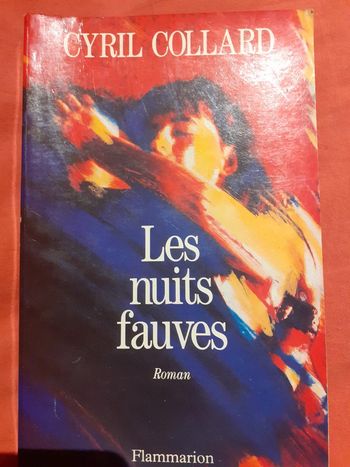 CYRIL COLLARD
Les
nuits
fauves
Roman
Flammarion